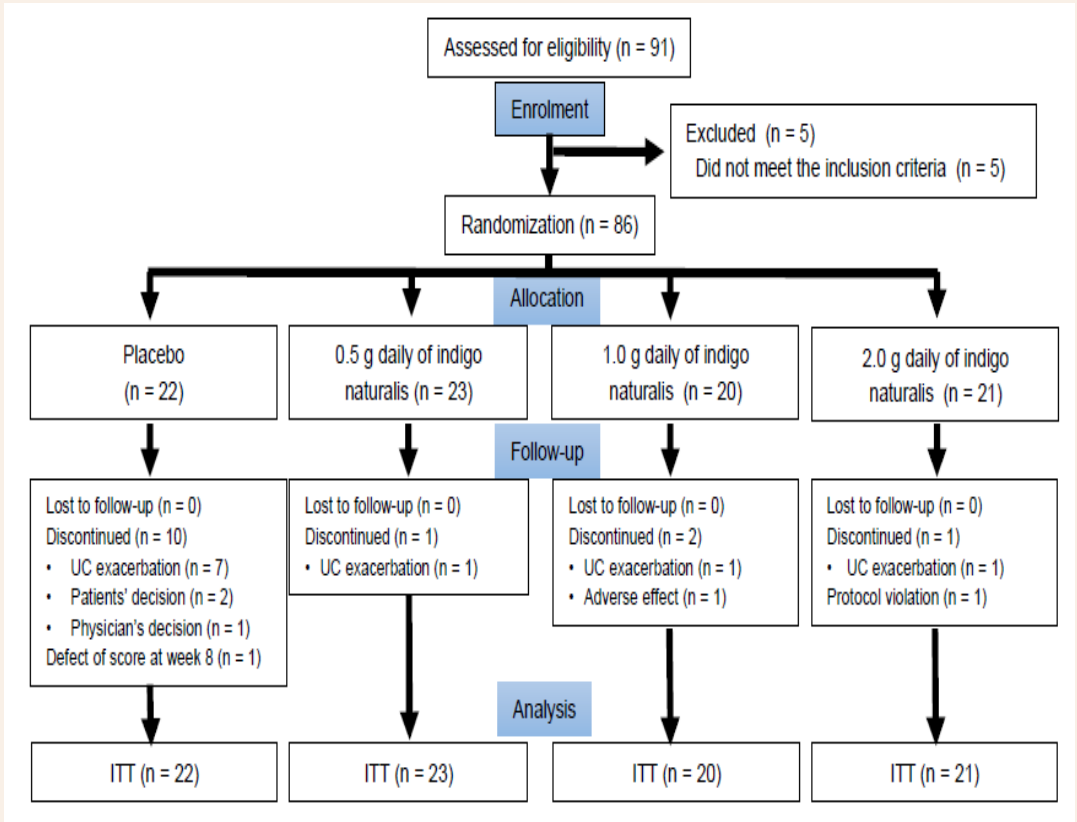 Assessed for eligibility (n = 91)
Enrolment
Excluded (n = 5)
Did not meet the inclusion criteria (n = 5)
Randomization (n = 86)
Allocation
Placebo
(n = 22)
0.5 g daily of indigo
naturalis (n = 23)
1.0 g daily of indigo
naturalis (n = 20)
2.0 g daily of indigo
naturalis (n = 21)
Follow-up
Lost to follow-up (n = 0)
Discontinued (n = 10)
• UC exacerbation (n = 7)
• Patients' decision (n = 2)
• Physician's decision (n = 1)
Defect of score at week 8 (n = 1)
Lost to follow-up (n = 0)
Discontinued (n = 1)
• UC exacerbation (n = 1)
Lost to follow-up (n = 0)
Discontinued (n = 2)
• UC exacerbation (n = 1)
• Adverse effect (n = 1)
Lost to follow-up (n = 0)
Discontinued (n = 1)
• UC exacerbation (n = 1)
Protocol violation (n = 1)
Analysis
ITT (n = 22)
ITT (n = 23)
ITT (n = 20)
ITT (n = 21)